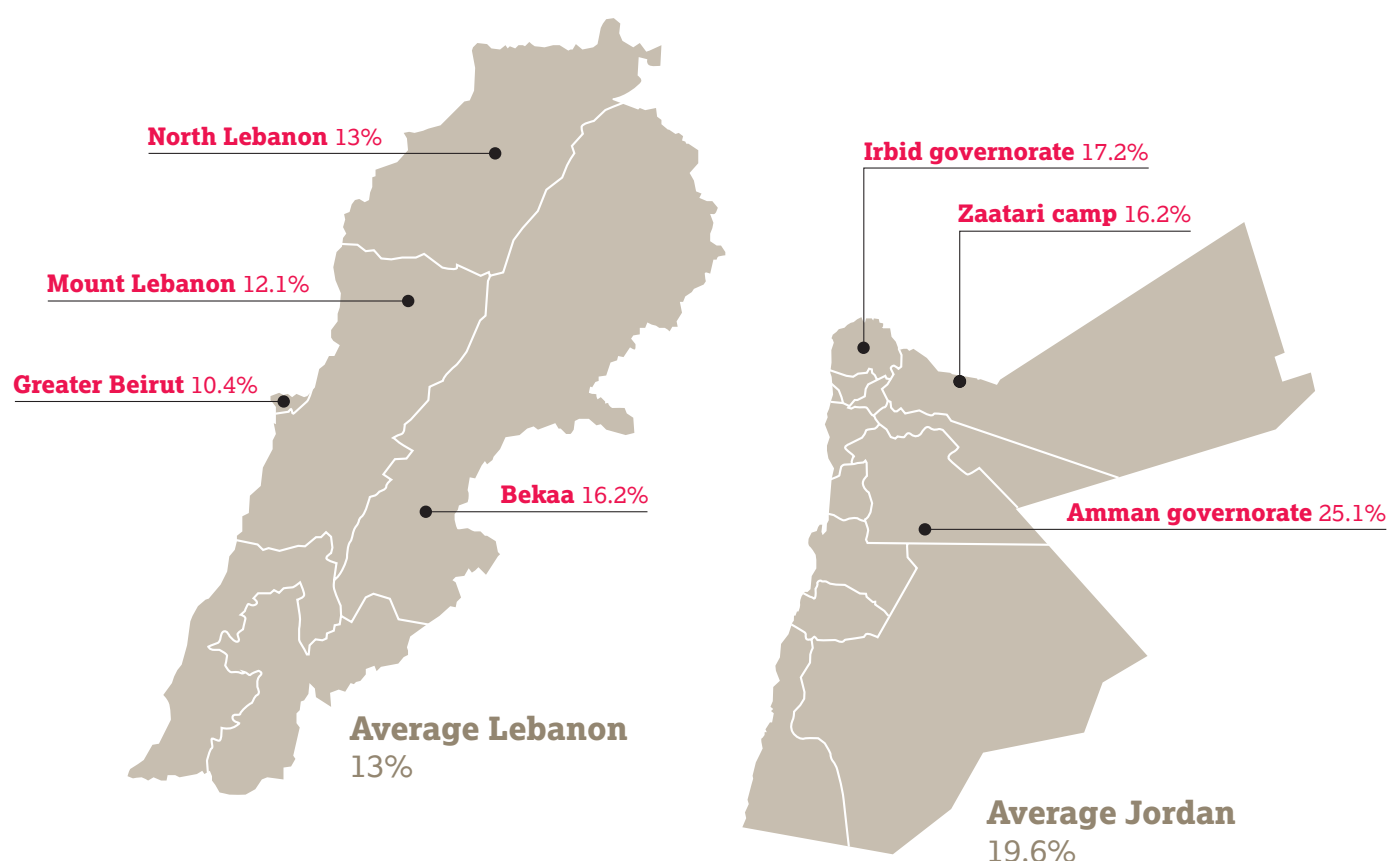 North Lebanon 13%
Mount Lebanon 12.1%
Greater Beirut 10.4%
Bekaa 16.2%
Average Lebanon
13%
Irbid governorate 17.2%
Zaatari camp 16.2%
Amman governorate 25.1%
Average Jordan
19.6%